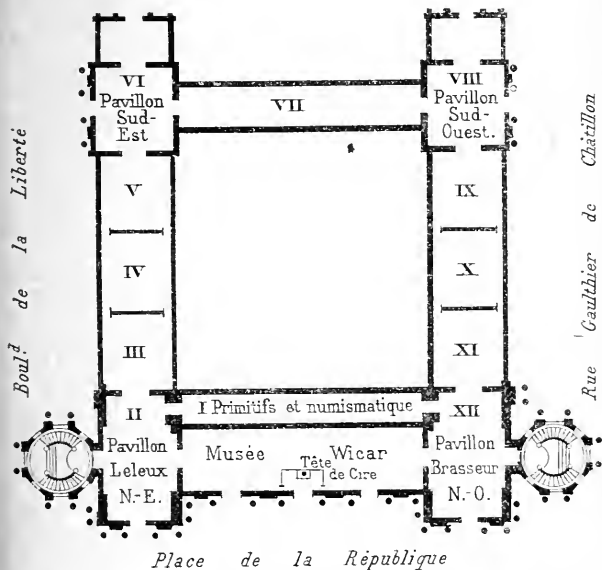 VI
Pavillon
Sud-
Est
VII
VIII
Pavillon
Sud-
Ouest.
Boul.d de la Liberté
Rue Gaulthier de Châtillon
V
IX
IV
X
III
XI
II
I Primitifs et numismatique
XII
Pavillon
Leleux
N.-E.
Musée Wicar
Tête
de Cire
Pavillon
Brasseur
N.-O.
Place de la République